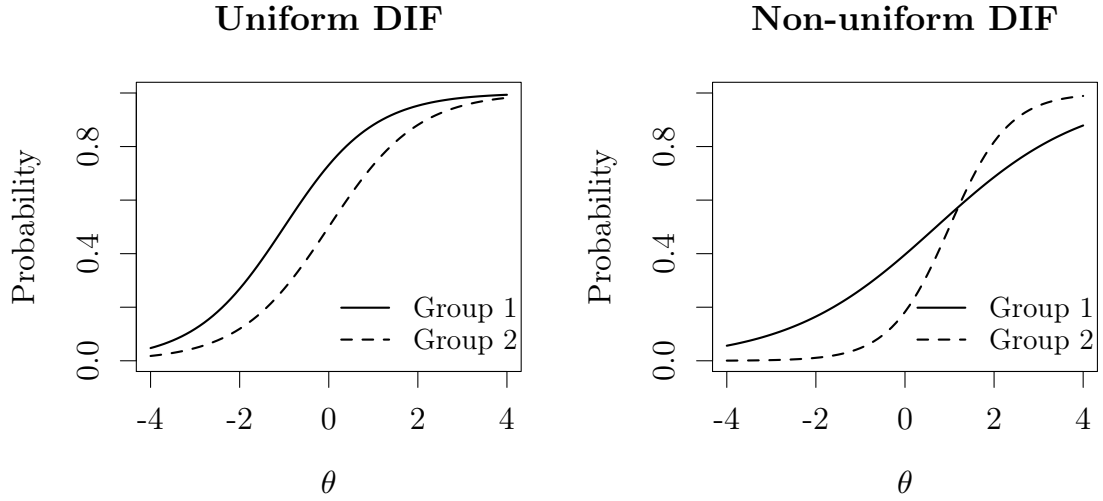 Uniform DIF
Probability
0.0
0.4
0.8
Group 1
Group 2
-4 -2 0 2 4
θ
Non-uniform DIF
Probability
0.0
0.4
0.8
Group 1
Group 2
-4 -2 0 2 4
θ